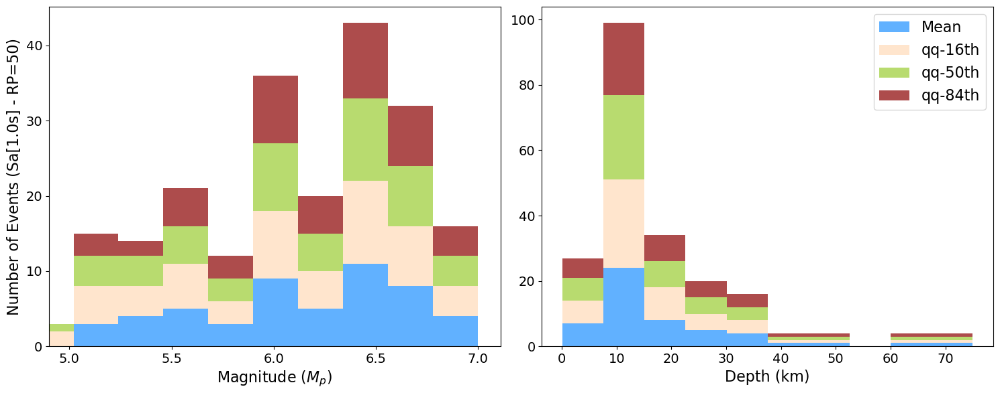 Number of Events (Sa[1.0s] - RP=50)
40
30
20
10
0
5.0 5.5 6.0 6.5 7.0
Magnitude (Mₚ)
100
80
60
40
20
0
0 10 20 30 40 50 60 70
Depth (km)
Mean
qq-16th
qq-50th
qq-84th